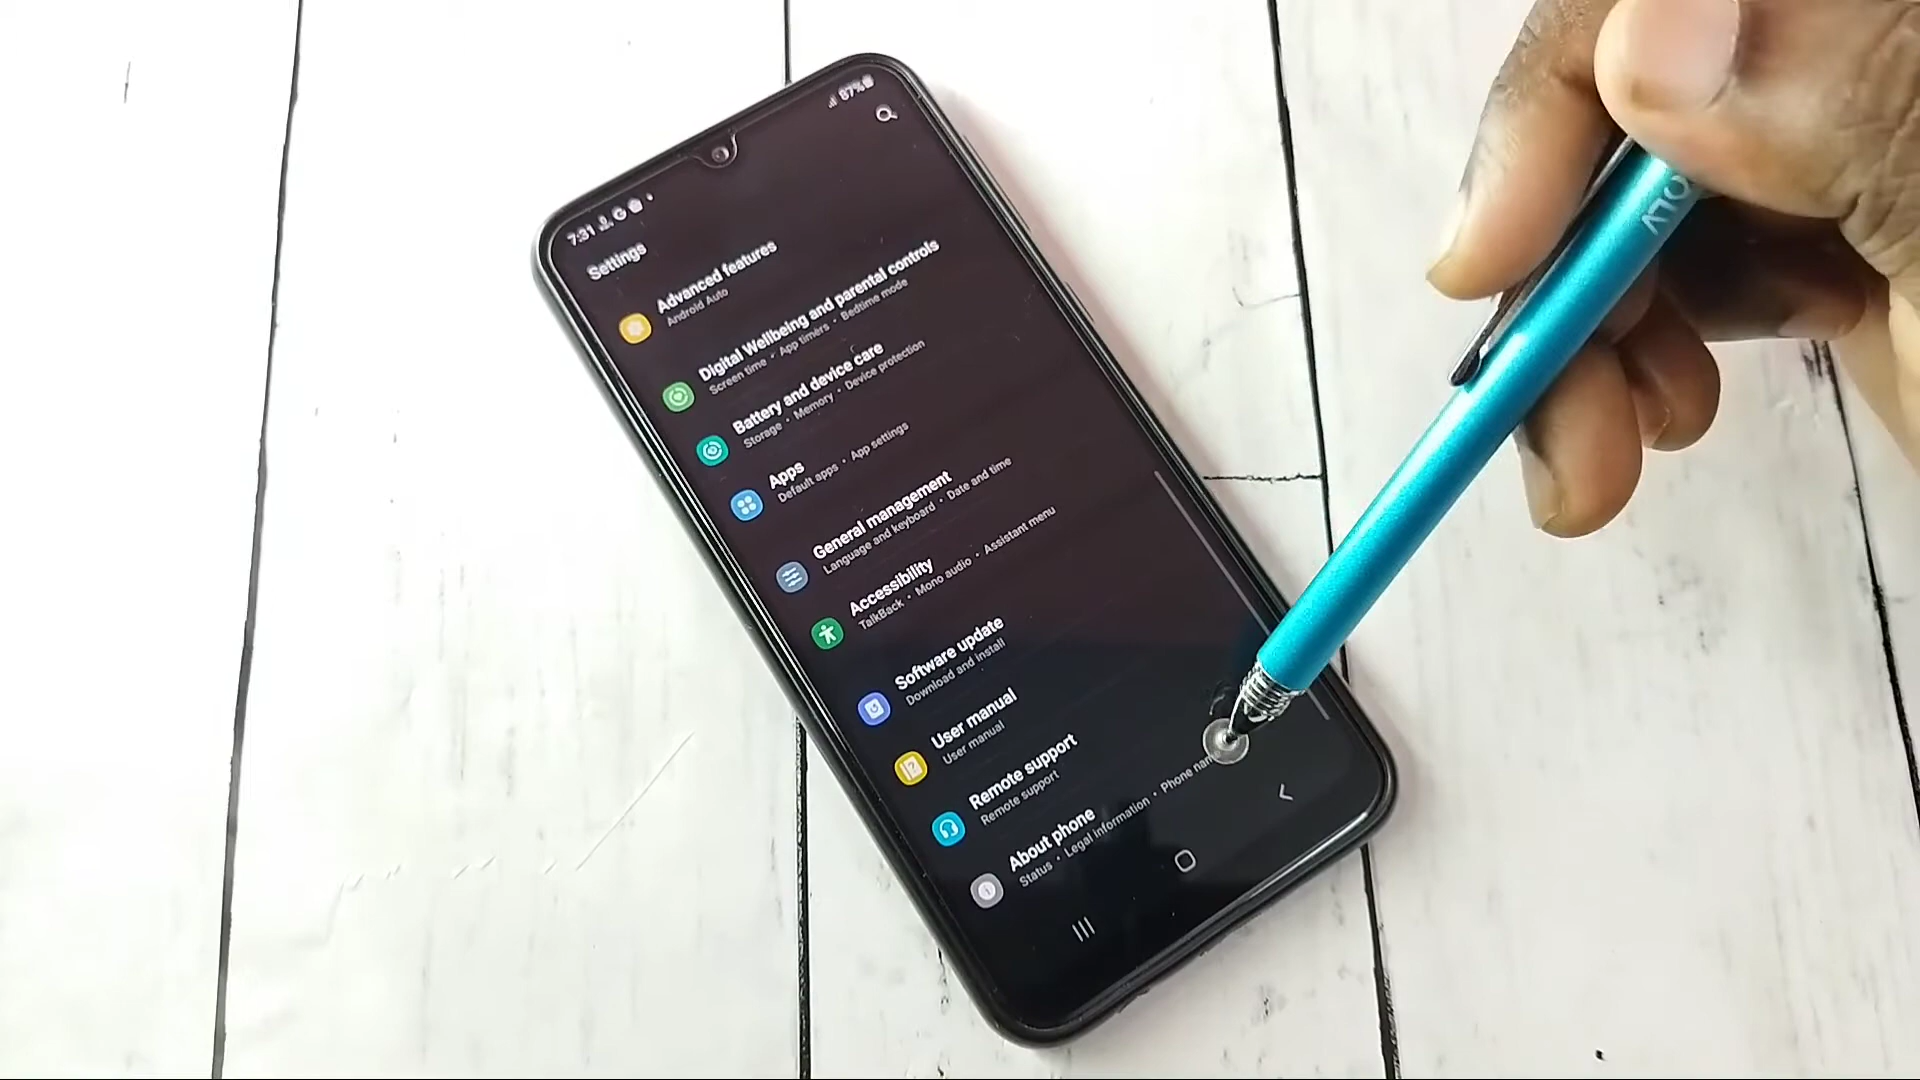 7:31
87%
Settings
Advanced features
Android Auto
Digital Wellbeing and parental controls
Screen time • App timers • Bedtime mode
Battery and device care
Storage • Memory • Device protection
Apps
Default apps • App settings
General management
Language and keyboard • Date and time
Accessibility
TalkBack • Mono audio • Assistant menu
Software update
Download and install
User manual
User manual
Remote support
Remote support
About phone
Status • Legal information • Phone